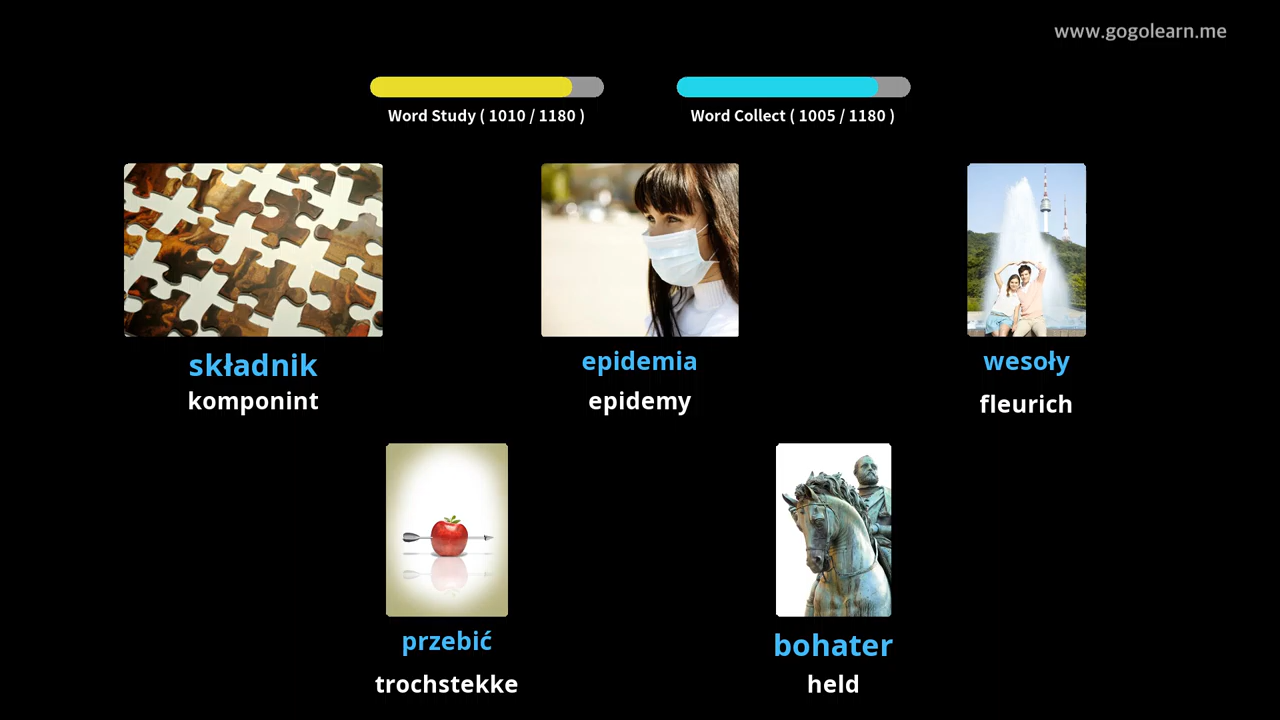 www.gogolearn.me
Word Study ( 1010 / 1180 )
Word Collect ( 1005 / 1180 )
składnik
komponint
epidemia
epidemy
wesoły
fleurich
przebić
trochstekke
bohater
held